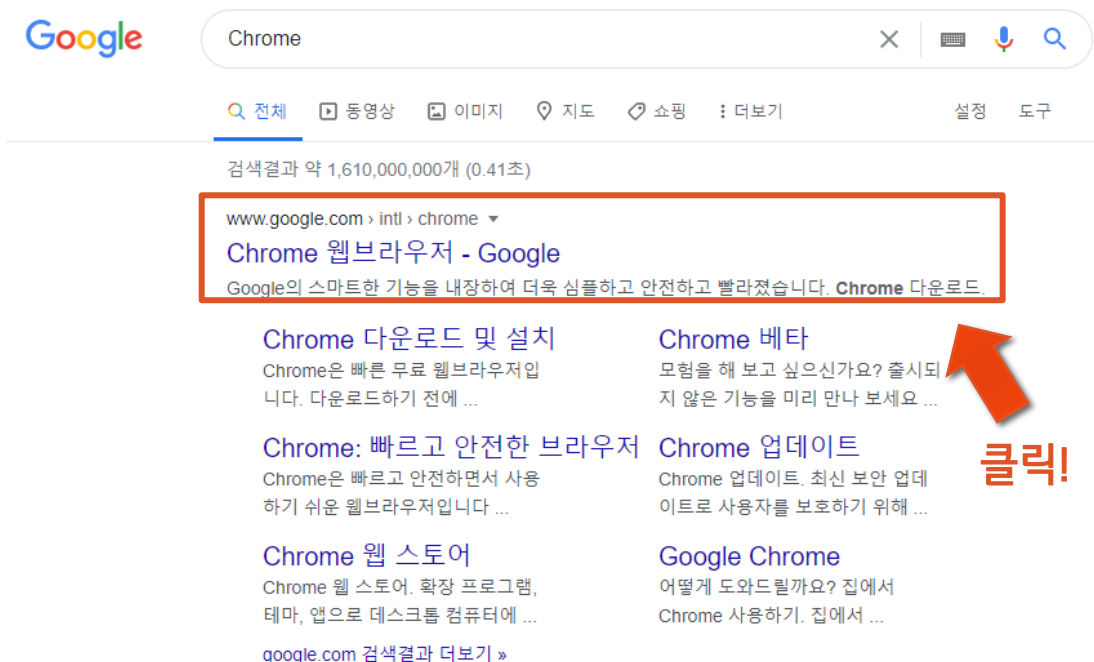 Google
Chrome
전체 동영상 이미지 지도 쇼핑 더보기 설정 도구
검색결과 약 1,610,000,000개 (0.41초)
www.google.com › intl › chrome
Chrome 웹브라우저 - Google
Google의 스마트한 기능을 내장하여 더욱 심플하고 안전하고 빨라졌습니다. Chrome 다운로드.
Chrome 다운로드 및 설치
Chrome은 빠른 무료 웹브라우저입
니다. 다운로드하기 전에 ...
Chrome 베타
모험을 해 보고 싶으신가요? 출시되
지 않은 기능을 미리 만나 보세요 ...
Chrome: 빠르고 안전한 브라우저
Chrome은 빠르고 안전하면서 사용
하기 쉬운 웹브라우저입니다 ...
Chrome 업데이트
Chrome 업데이트. 최신 보안 업데
이트로 사용자를 보호하기 위해 ...
클릭!
Chrome 웹 스토어
Chrome 웹 스토어. 확장 프로그램,
테마, 앱으로 데스크톱 컴퓨터에 ...
Google Chrome
어떻게 도와드릴까요? 집에서
Chrome 사용하기. 집에서 ...
google.com 검색결과 더보기 »